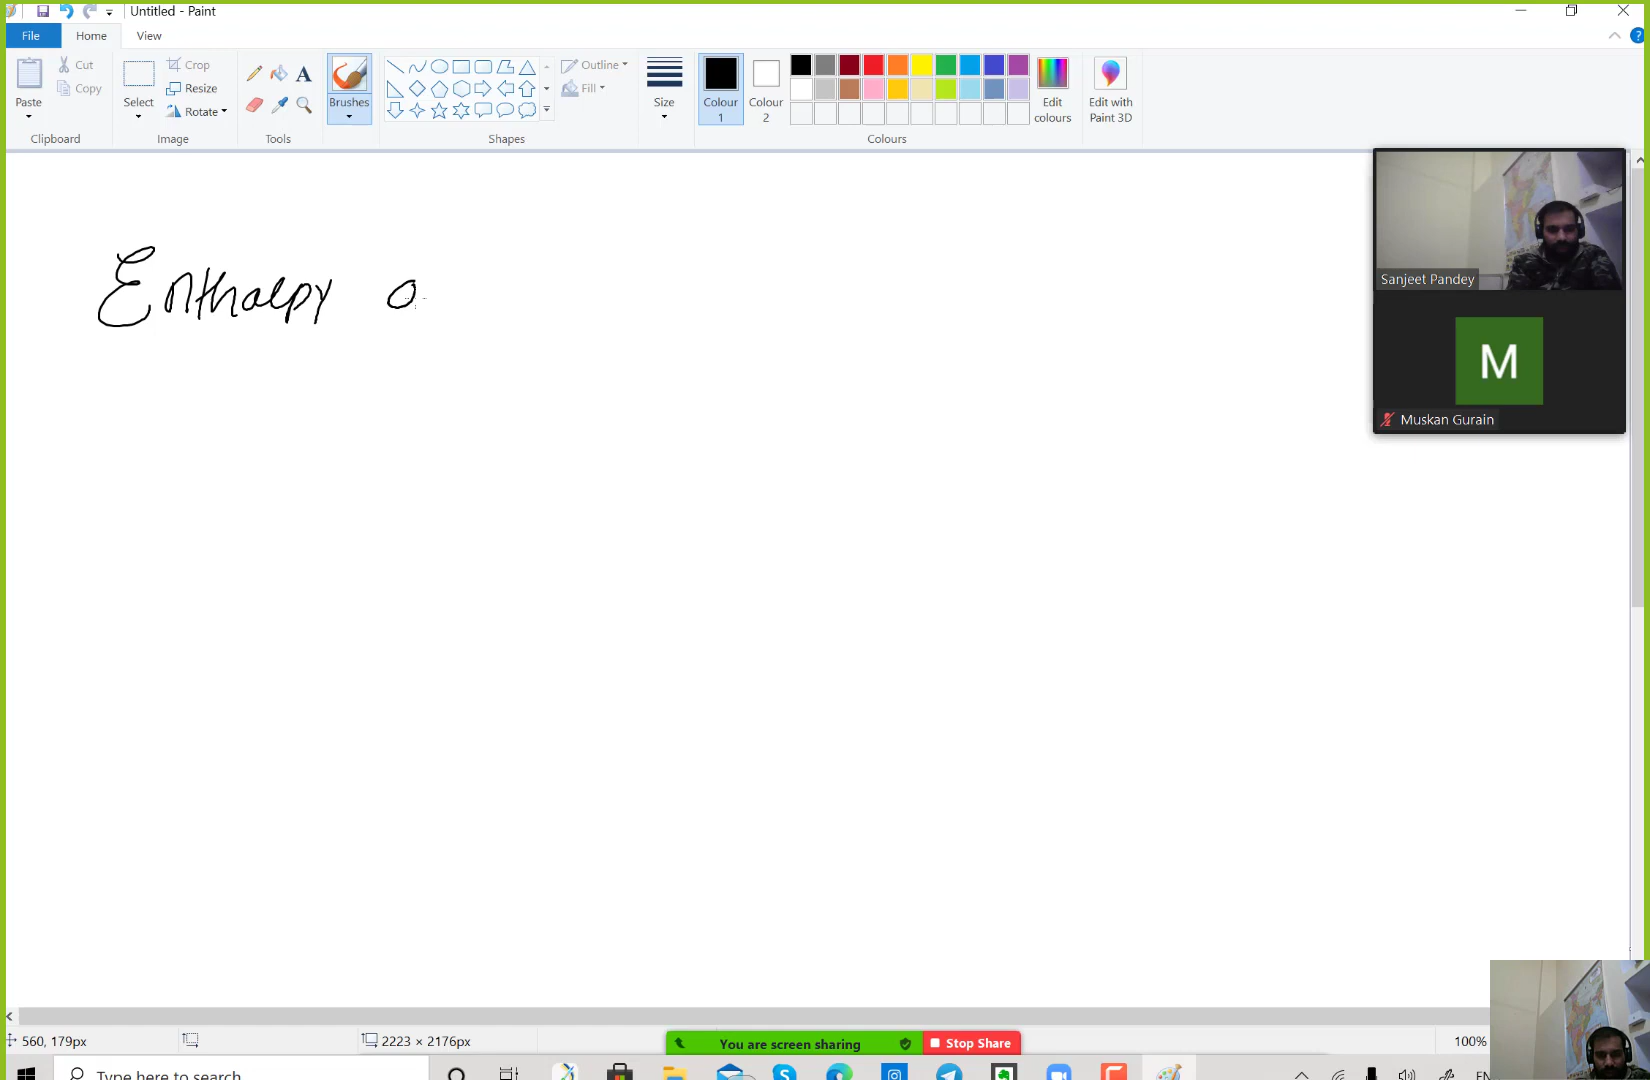 Untitled - Paint
File Home View
Paste Cut Copy Clipboard
Select Crop Resize Rotate Image
A Tools
Brushes
Outline Fill Shapes
Size
Colour 1 Colour 2 Edit colours Colours
Edit with Paint 3D
Enthalpy o
Sanjeet Pandey
M
Muskan Gurain
560, 179px 2223 × 2176px 100%
You are screen sharing Stop Share
Type here to search